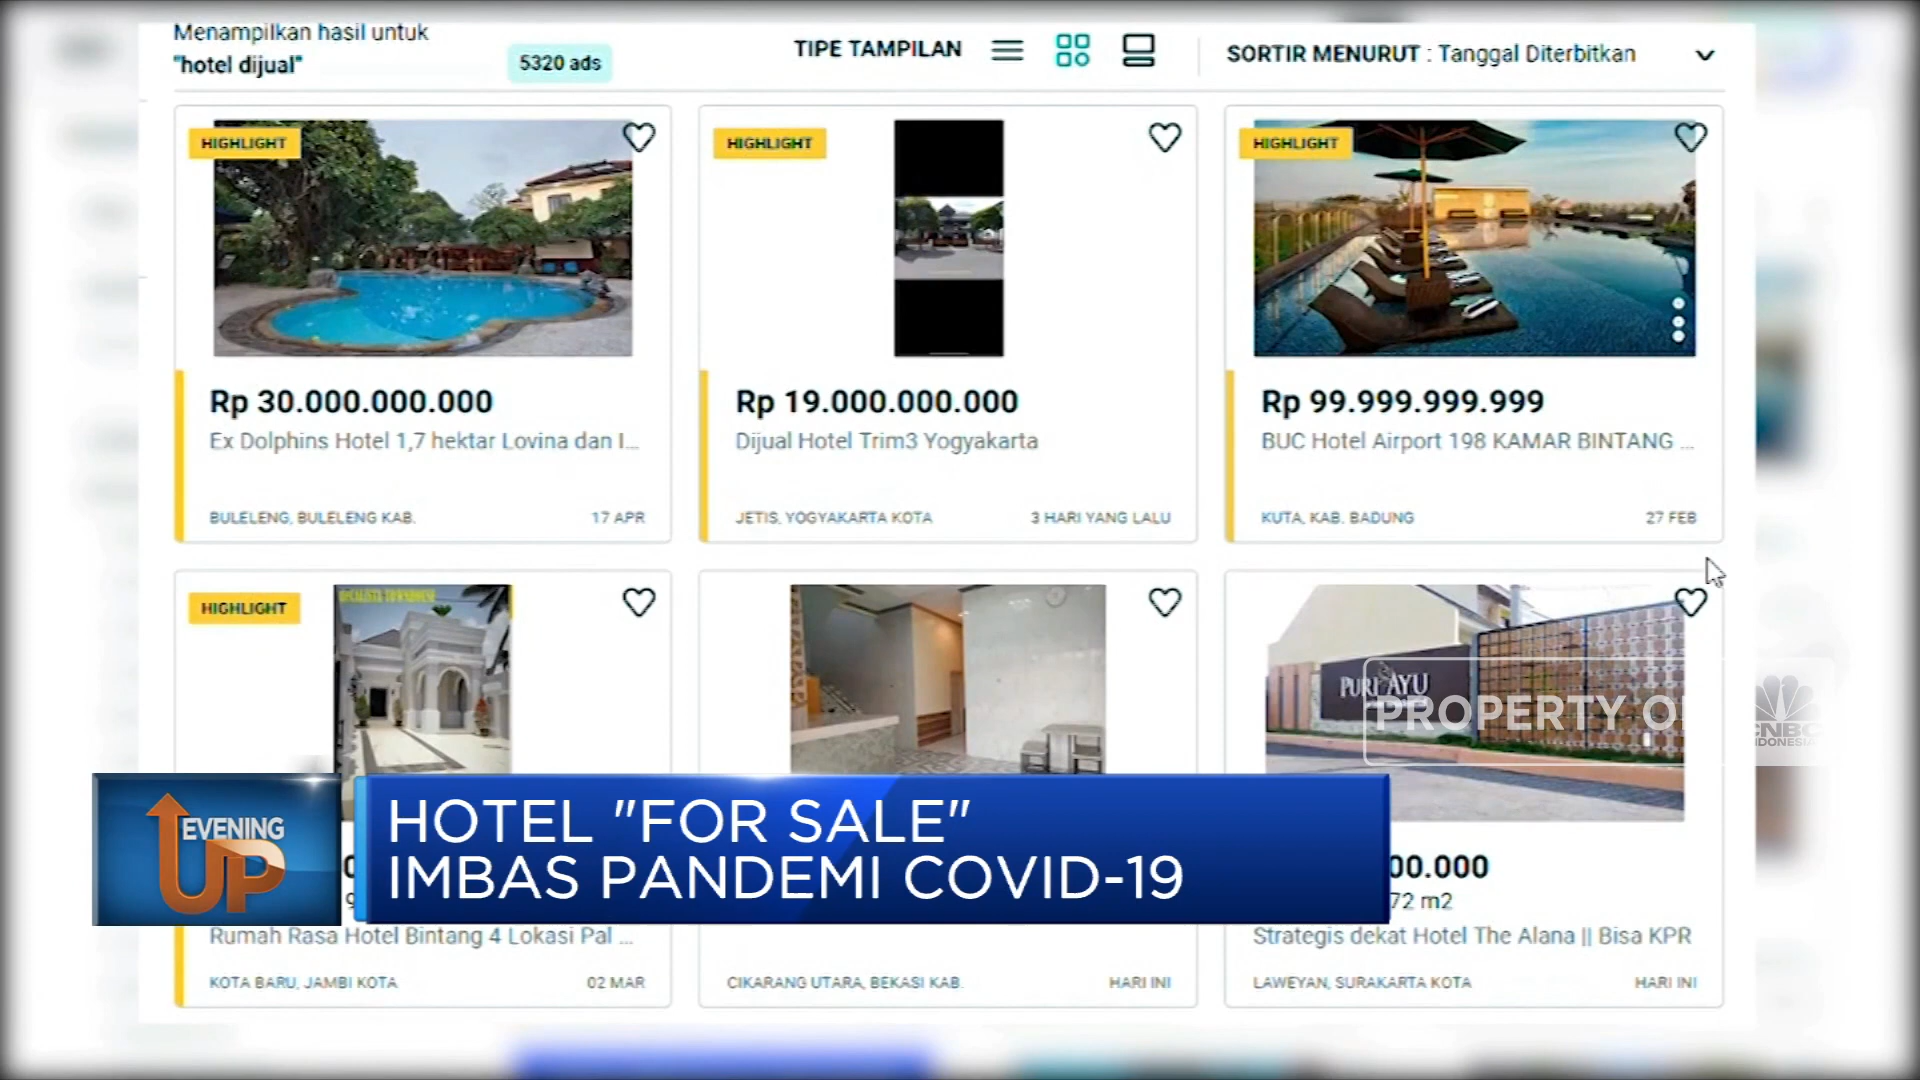 Menampilkan hasil untuk
"hotel dijual"
5320 ads
TIPE TAMPILAN
SORTIR MENURUT : Tanggal Diterbitkan
HIGHLIGHT
HIGHLIGHT
HIGHLIGHT
Rp 30.000.000.000
Ex Dolphins Hotel 1,7 hektar Lovina dan I...
BULELENG, BULELENG KAB.
17 APR
Rp 19.000.000.000
Dijual Hotel Trim3 Yogyakarta
JETIS, YOGYAKARTA KOTA
3 HARI YANG LALU
Rp 99.999.999.999
BUC Hotel Airport 198 KAMAR BINTANG ...
KUTA, KAB. BADUNG
27 FEB
HIGHLIGHT
PURI AYU
PROPERTY OF
CNBC
INDONESIA
EVENING
UP
HOTEL "FOR SALE"
IMBAS PANDEMI COVID-19
00.000
72 m2
Rumah Rasa Hotel Bintang 4 Lokasi Pal ...
KOTA BARU, JAMBI KOTA
02 MAR
CIKARANG UTARA, BEKASI KAB.
HARI INI
Strategis dekat Hotel The Alana || Bisa KPR
LAWEYAN, SURAKARTA KOTA
HARI INI